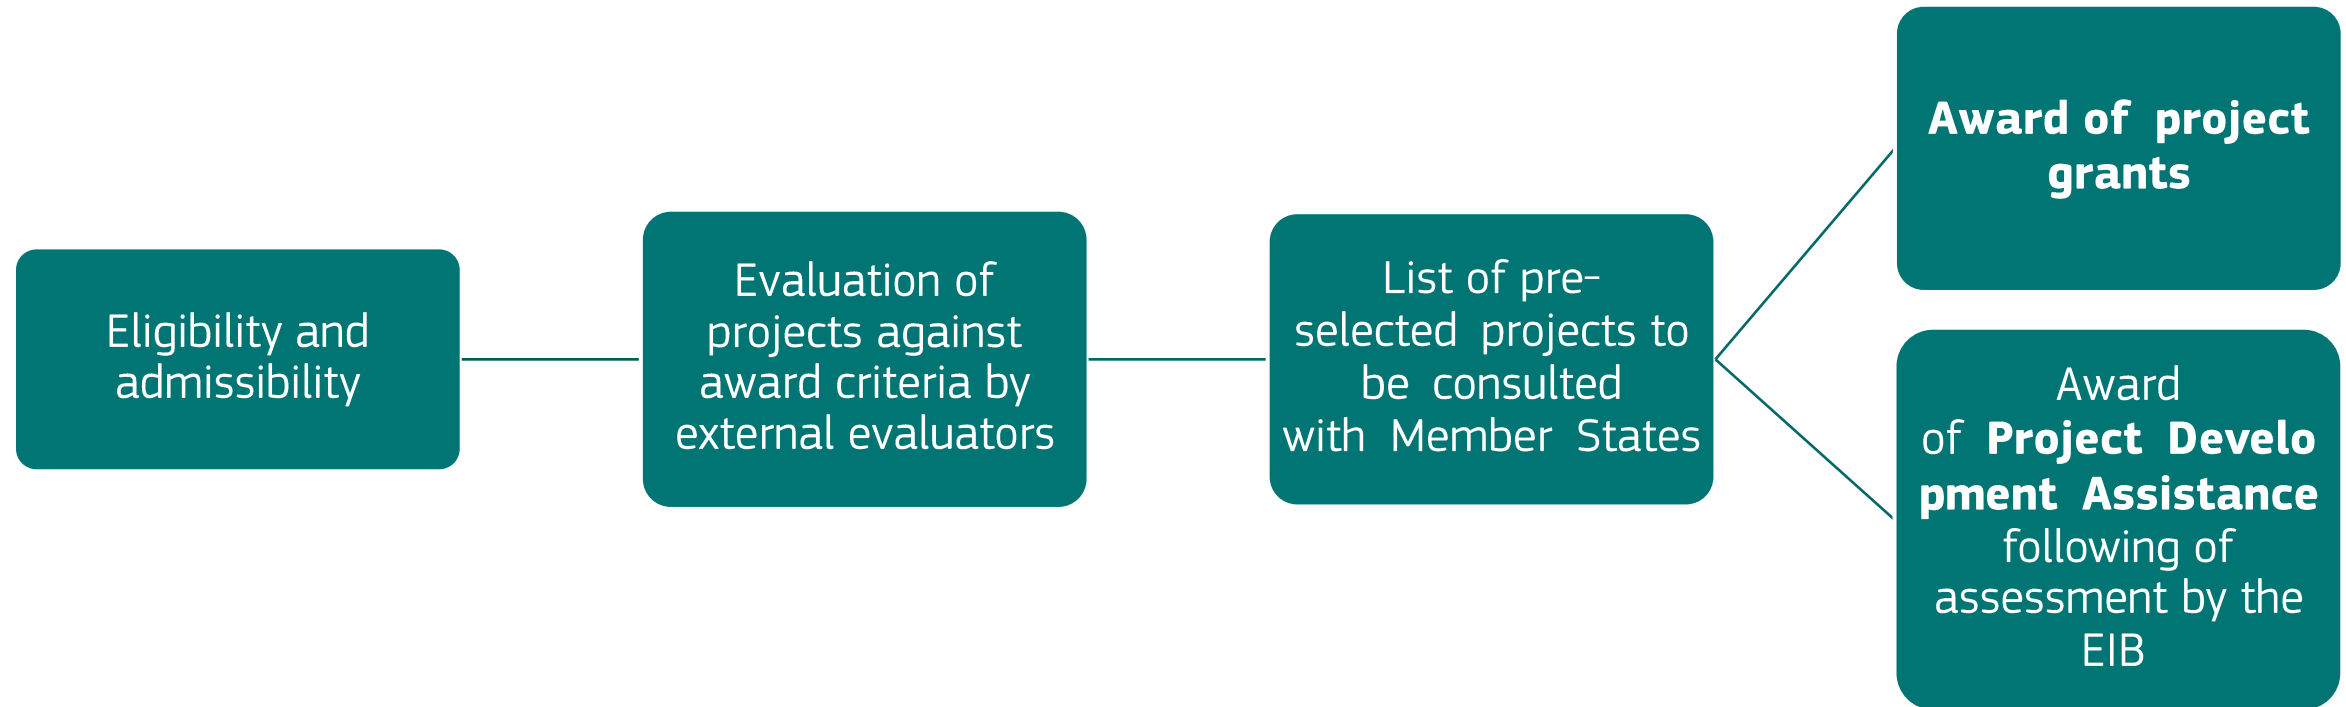 Eligibility and
admissibility
Evaluation of
projects against
award criteria by
external evaluators
List of pre-
selected projects to
be consulted
with Member States
Award of project
grants
Award
of Project Develo
pment Assistance
following of
assessment by the
EIB